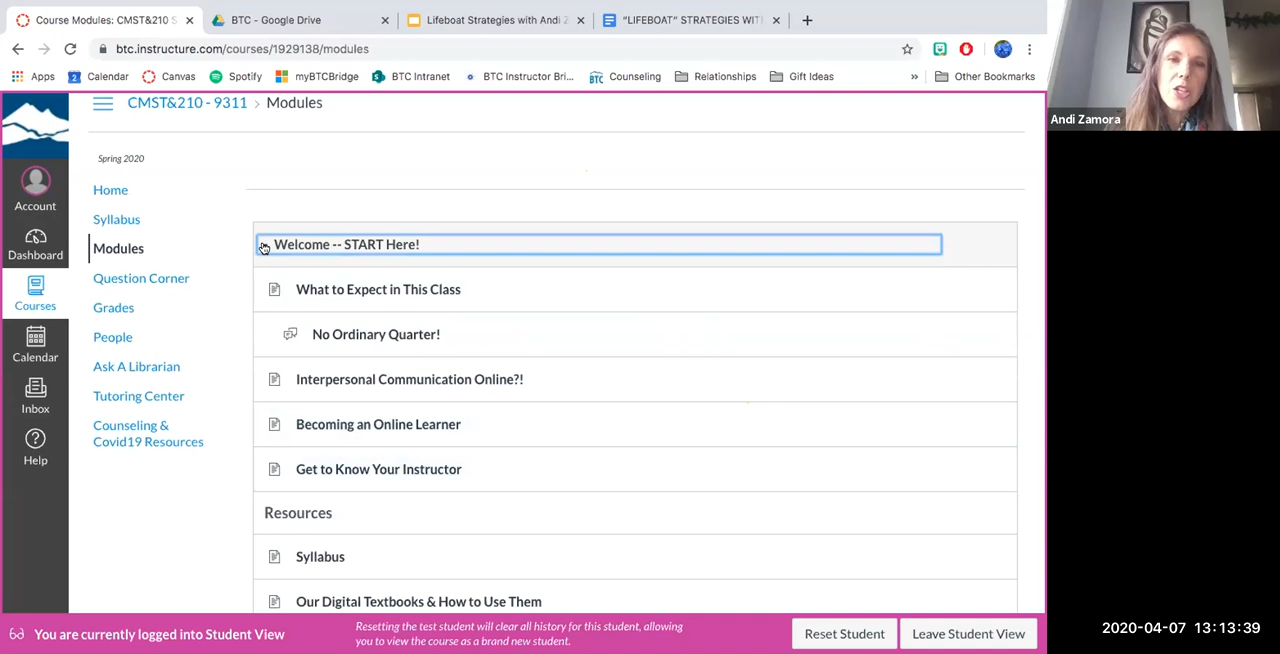 Course Modules: CMST&210 S
BTC - Google Drive
Lifeboat Strategies with Andi Z
"LIFEBOAT" STRATEGIES WIT
btc.instructure.com/courses/1929138/modules
Apps
Calendar
Canvas
Spotify
myBTCBridge
BTC Intranet
BTC Instructor Bri...
BTC
Counseling
Relationships
Gift Ideas
»
Other Bookmarks
Andi Zamora
CMST&210 - 9311 > Modules
Spring 2020
Account
Dashboard
Courses
Calendar
Inbox
Help
Home
Syllabus
Modules
Question Corner
Grades
People
Ask A Librarian
Tutoring Center
Counseling &
Covid19 Resources
Welcome -- START Here!
What to Expect in This Class
No Ordinary Quarter!
Interpersonal Communication Online?!
Becoming an Online Learner
Get to Know Your Instructor
Resources
Syllabus
Our Digital Textbooks & How to Use Them
You are currently logged into Student View
Resetting the test student will clear all history for this student, allowing
you to view the course as a brand new student.
Reset Student
Leave Student View
2020-04-07 13:13:39